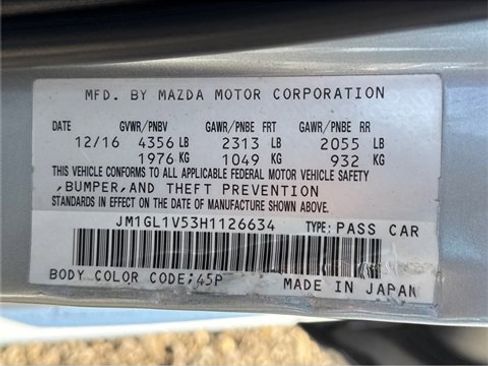 MFD. BY MAZDA MOTOR CORPORATION
DATE GVWR/PNBV GAWR/PNBE FRT GAWR/PNBE RR
12/16 4356 LB 2313 LB 2055 LB
1976 KG 1049 KG 932 KG
THIS VEHICLE CONFORMS TO ALL APPLICABLE FEDERAL MOTOR VEHICLE SAFETY
,BUMPER,AND THEFT PREVENTION
STANDARDS IN EFFECT ON THE DATE OF MANUFACTURE SHOWN ABOVE.
JM1GL1V53H1126634 TYPE: PASS CAR
BODY COLOR CODE;45P MADE IN JAPAN